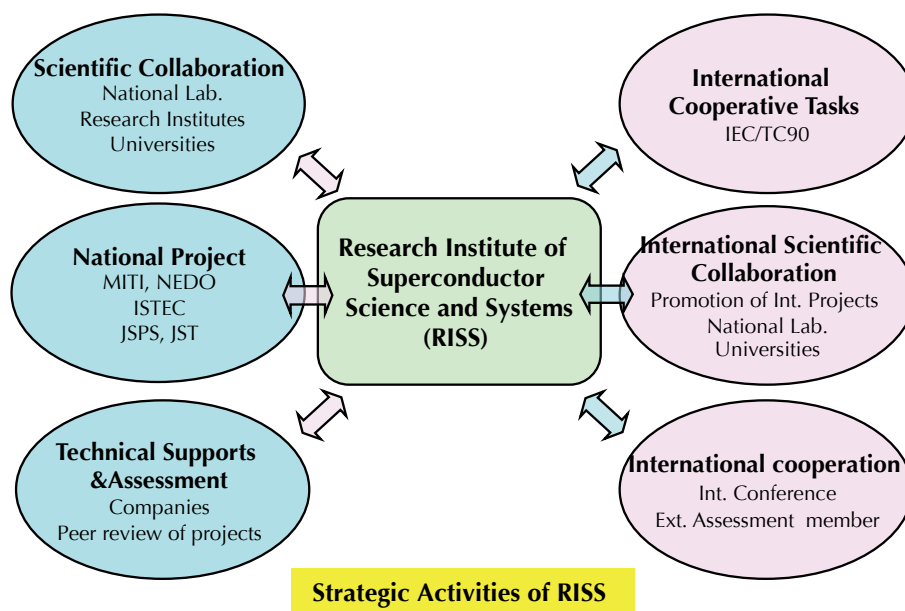 Scientific Collaboration
National Lab.
Research Institutes
Universities
National Project
MITI, NEDO
ISTEC
JSPS, JST
Technical Supports
&Assessment
Companies
Peer review of projects
Research Institute of
Superconductor
Science and Systems
(RISS)
International
Cooperative Tasks
IEC/TC90
International Scientific
Collaboration
Promotion of Int. Projects
National Lab.
Universities
International cooperation
Int. Conference
Ext. Assessment member
Strategic Activities of RISS